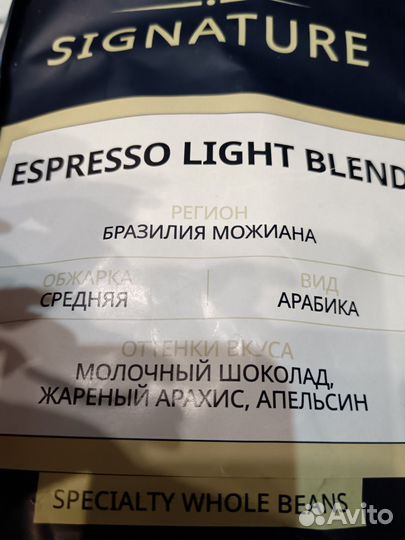 SIGNATURE
ESPRESSO LIGHT BLEND
РЕГИОН
БРАЗИЛИЯ МОЖИАНА
ОБЖАРКА
СРЕДНЯЯ
ВИД
АРАБИКА
ОТТЕНКИ ВКУСА
МОЛОЧНЫЙ ШОКОЛАД,
ЖАРЕНЫЙ АРАХИС, АПЕЛЬСИН
SPECIALTY WHOLE BEANS
Avito